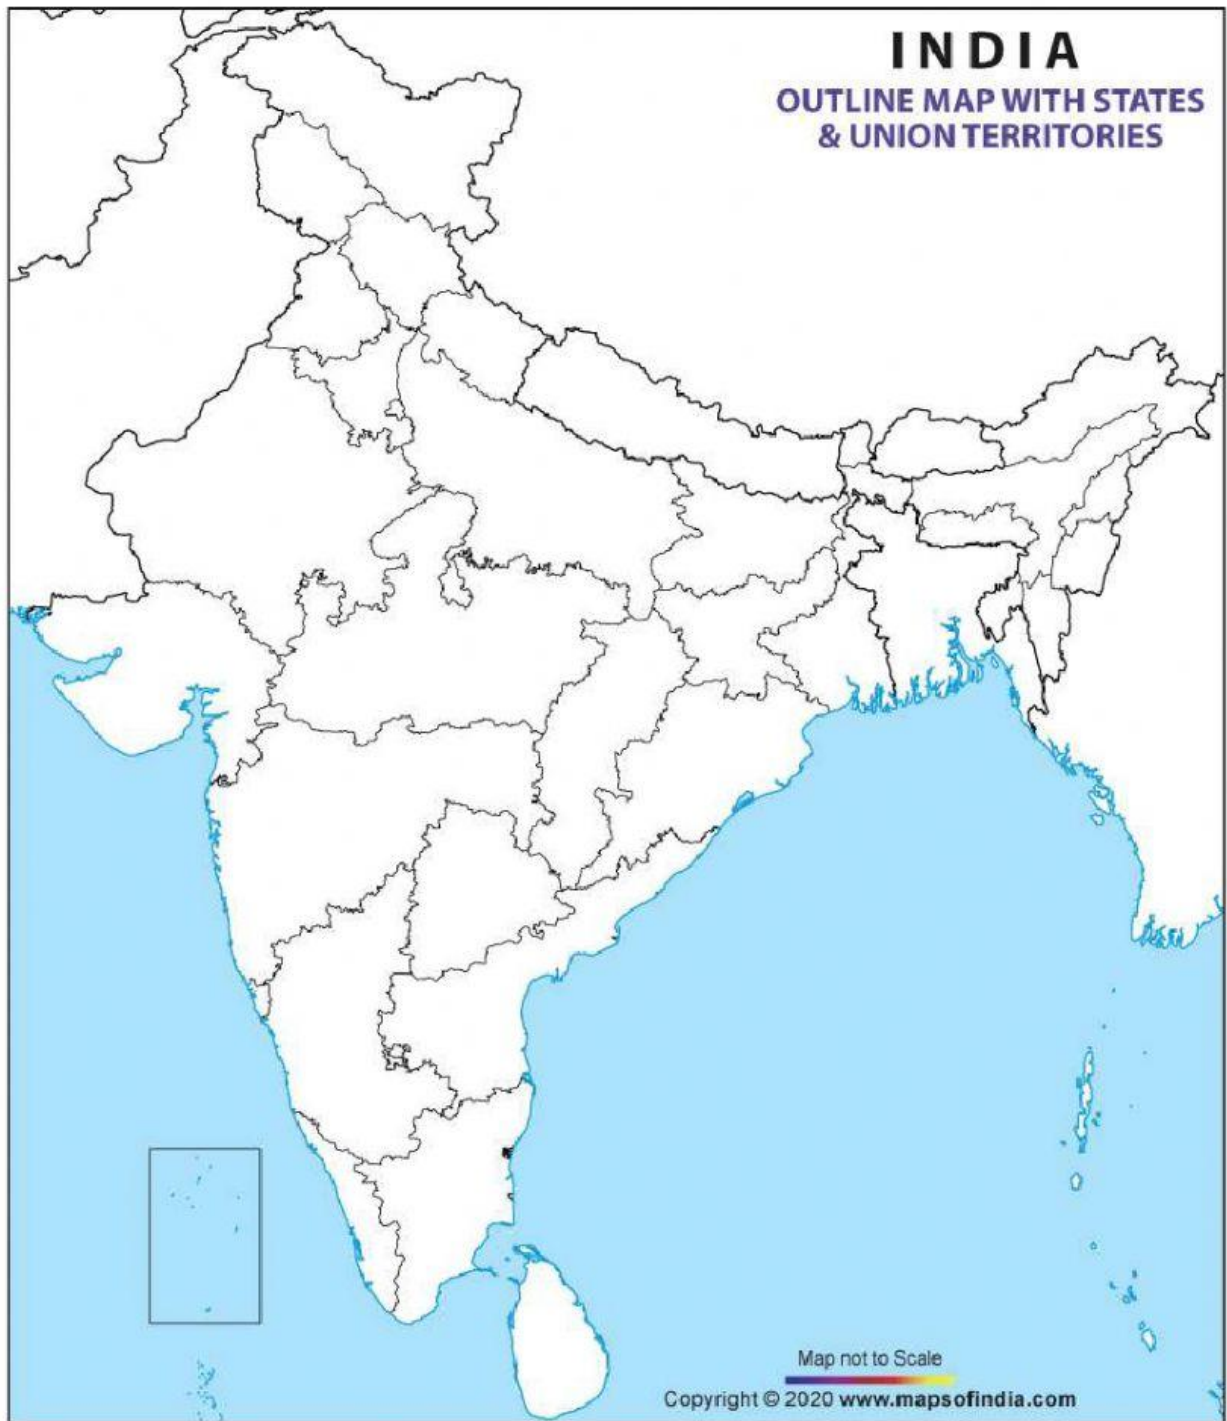 INDIA
OUTLINE MAP WITH STATES
& UNION TERRITORIES
Map not to Scale
Copyright © 2020 www.mapsofindia.com